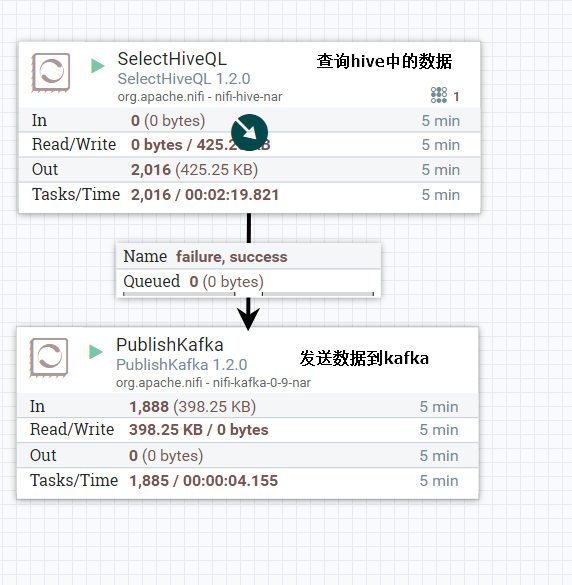 SelectHiveQL 查询hive中的数据
SelectHiveQL 1.2.0
org.apache.nifi - nifi-hive-nar
1
In 0 (0 bytes) 5 min
Read/Write 0 bytes / 5 min
Out 2,016 (425.25 KB) 5 min
Tasks/Time 2,016 / 00:02:19.821 5 min
Name failure, success
Queued 0 (0 bytes)
PublishKafka 发送数据到kafka
PublishKafka 1.2.0
org.apache.nifi - nifi-kafka-0-9-nar
In 1,888 (398.25 KB) 5 min
Read/Write 398.25 KB / 0 bytes 5 min
Out 0 (0 bytes) 5 min
Tasks/Time 1,885 / 00:00:04.155 5 min